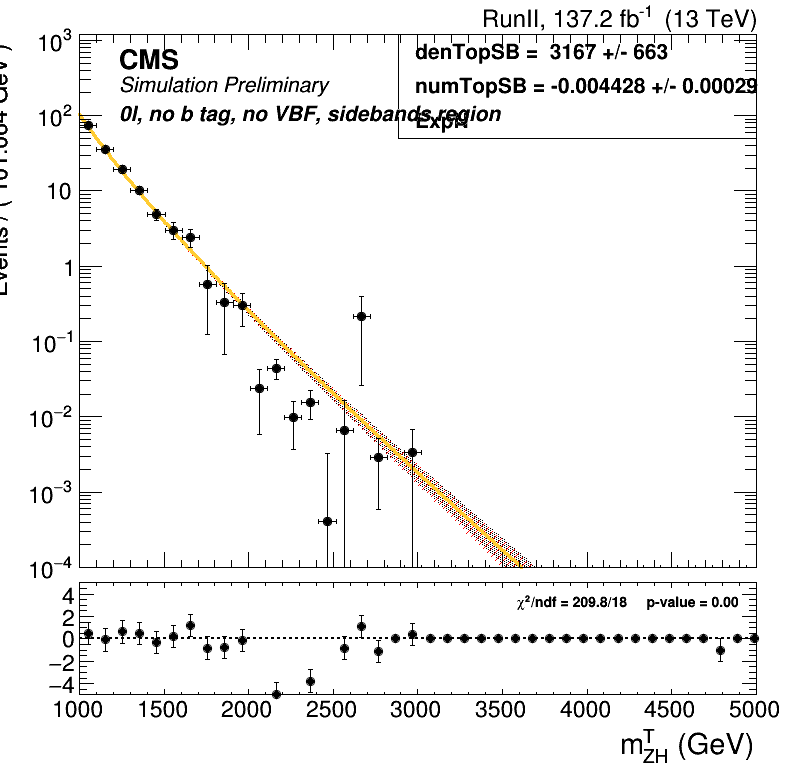 RunII, 137.2 fb⁻¹ (13 TeV)
CMS
Simulation Preliminary
0l, no b tag, no VBF, sidebands region
denTopSB = 3167 +/- 663
numTopSB = -0.004428 +/- 0.00029
ExpN
10³
10²
10
1
10⁻¹
10⁻²
10⁻³
10⁻⁴
χ²/ndf = 209.8/18 p-value = 0.00
4
2
0
−2
−4
1000 1500 2000 2500 3000 3500 4000 4500 5000
m^T_ZH (GeV)